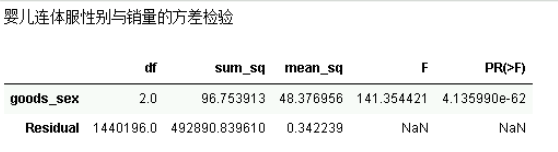 婴儿连体服性别与销量的方差检验
df sum_sq mean_sq F PR(>F)
goods_sex 2.0 96.753913 48.376956 141.354421 4.135990e-62
Residual 1440196.0 492890.839610 0.342239 NaN NaN